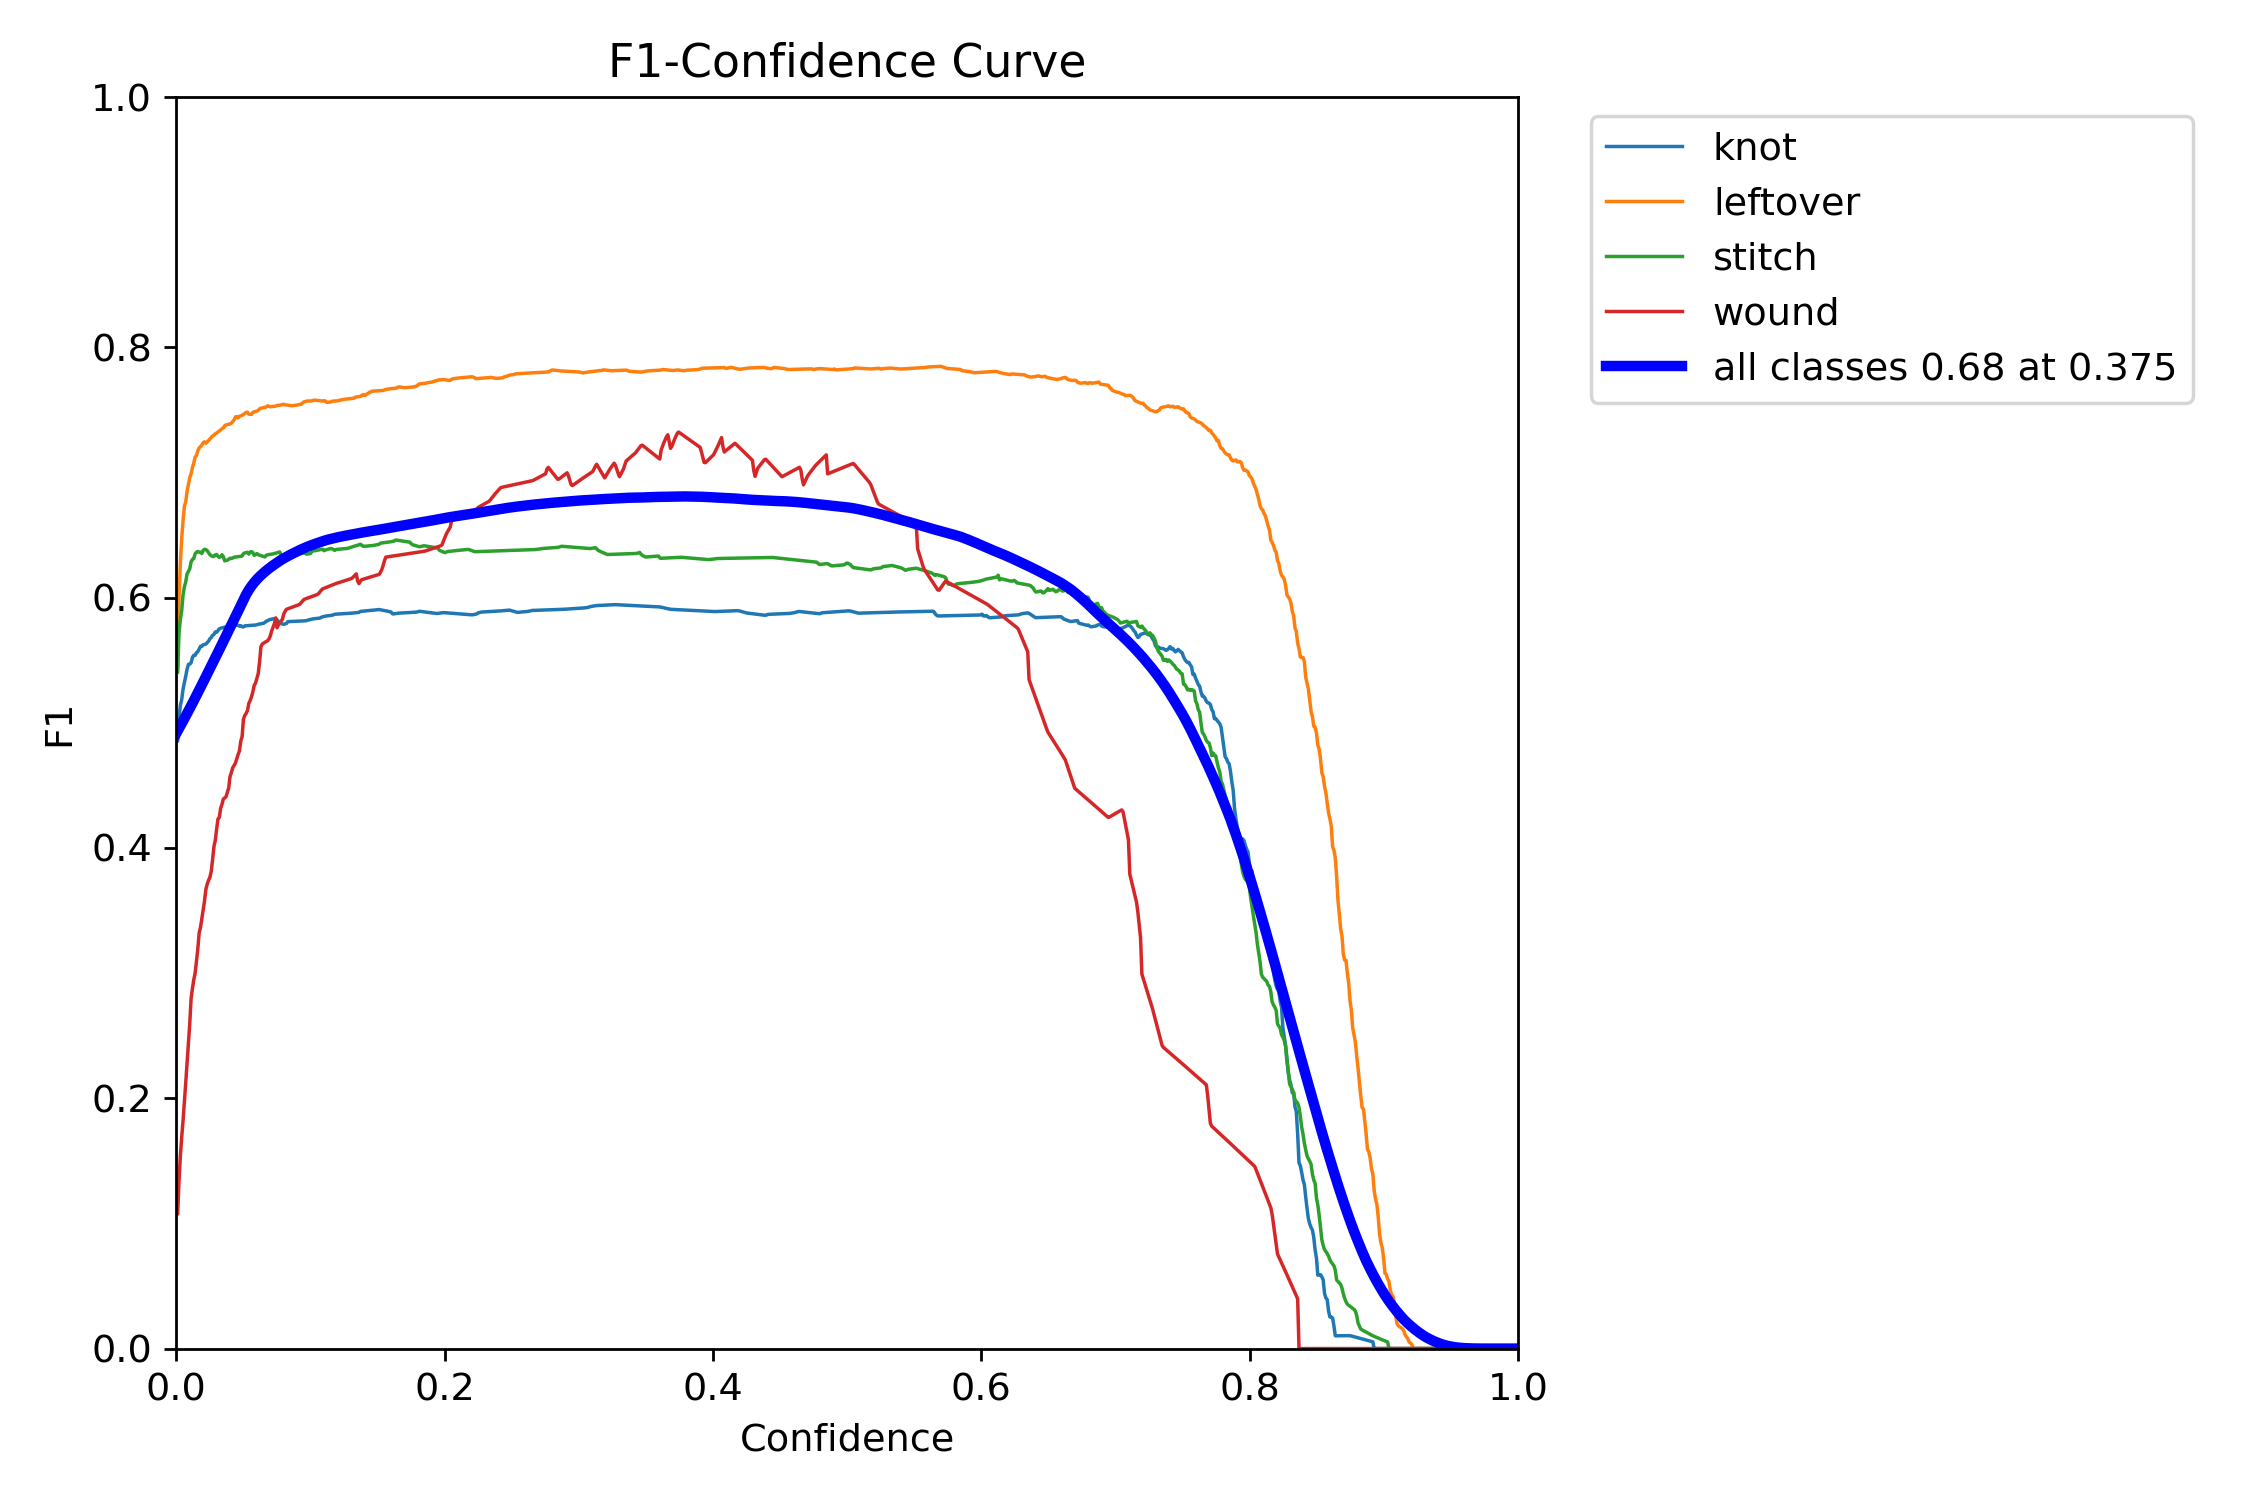 F1-Confidence Curve
1.0
0.8
0.6
0.4
0.2
0.0
F1
0.0 0.2 0.4 0.6 0.8 1.0
Confidence
knot
leftover
stitch
wound
all classes 0.68 at 0.375